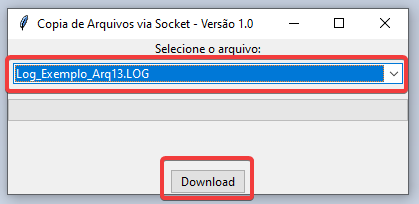 Copia de Arquivos via Socket - Versão 1.0
Selecione o arquivo:
Log_Exemplo_Arq13.LOG
Download